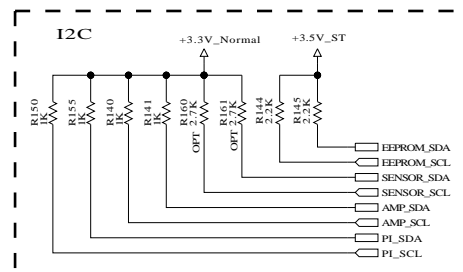 I2C
+3.3V_Normal
+3.5V_ST
R150
1K
R155
1K
R140
1K
R141
1K
R160
2.7K
OPT
R161
2.7K
OPT
R144
2.2K
R145
2.2K
EEPROM_SDA
EEPROM_SCL
SENSOR_SDA
SENSOR_SCL
AMP_SDA
AMP_SCL
PI_SDA
PI_SCL